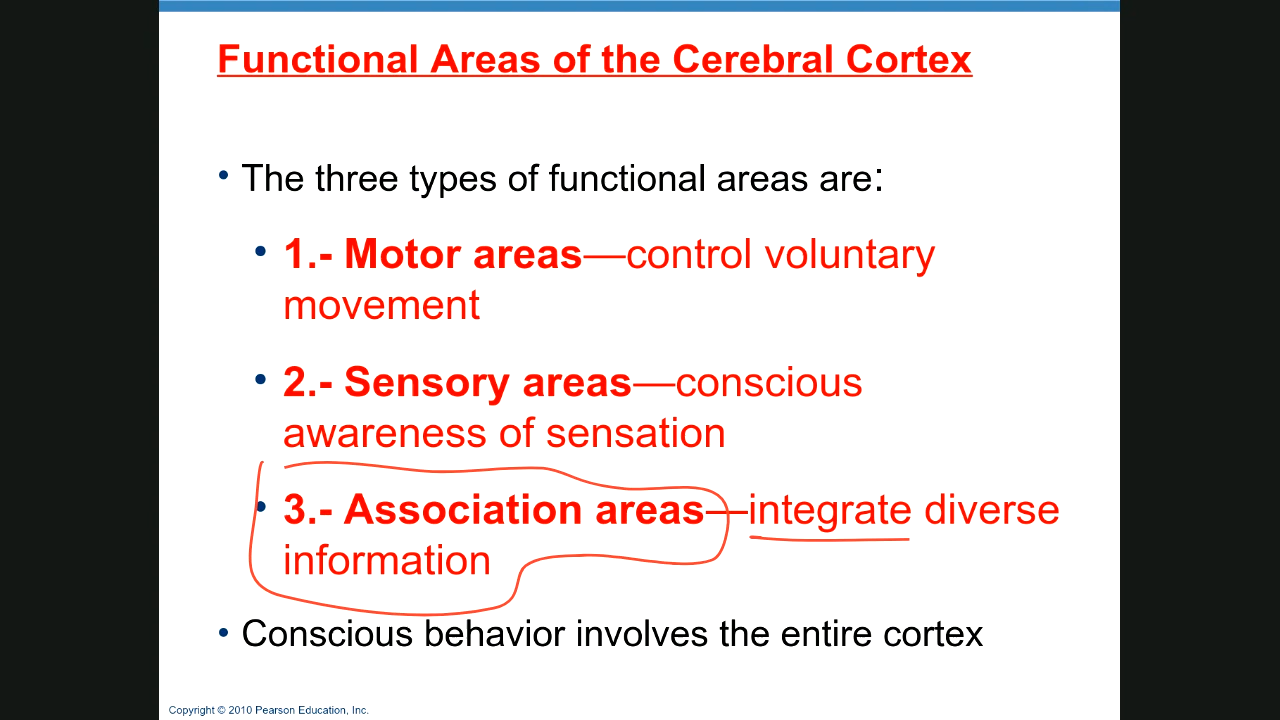 Functional Areas of the Cerebral Cortex
• The three types of functional areas are:
• 1.- Motor areas—control voluntary
movement
• 2.- Sensory areas—conscious
awareness of sensation
• 3.- Association areas—integrate diverse
information
• Conscious behavior involves the entire cortex
Copyright © 2010 Pearson Education, Inc.